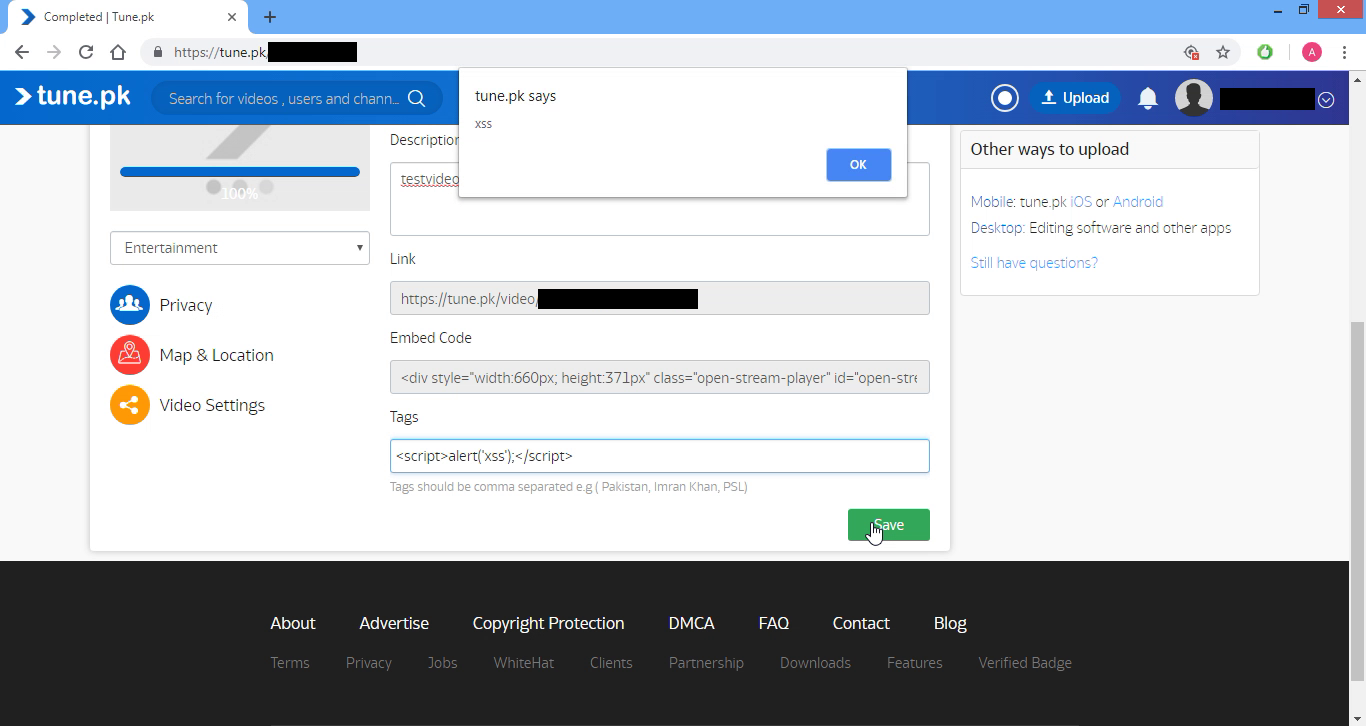 Completed | Tune.pk
https://tune.pk/
tune.pk
Search for videos , users and chann...
Upload
A
tune.pk says
xss
OK
100%
Entertainment
Privacy
Map & Location
Video Settings
Description
testvideo
Link
https://tune.pk/video/
Embed Code
<div style="width:660px; height:371px" class="open-stream-player" id="open-stre
Tags
<script>alert('xss');</script>
Tags should be comma separated e.g ( Pakistan, Imran Khan, PSL)
Save
Other ways to upload
Mobile: tune.pk iOS or Android
Desktop: Editing software and other apps
Still have questions?
About Advertise Copyright Protection DMCA FAQ Contact Blog
Terms Privacy Jobs WhiteHat Clients Partnership Downloads Features Verified Badge